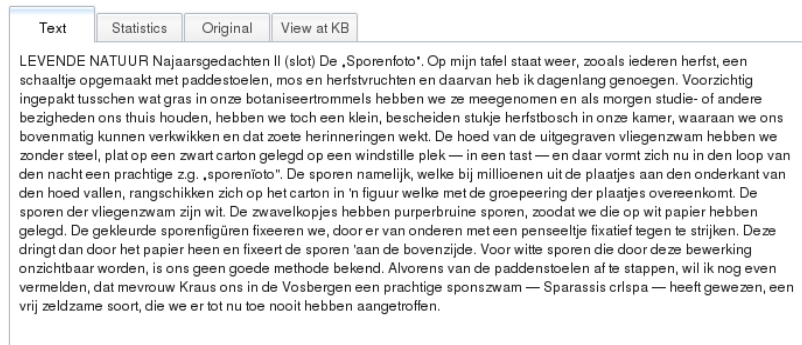 Text Statistics Original View at KB
LEVENDE NATUUR Najaarsgedachten II (slot) De „Sporenfoto". Op mijn tafel staat weer, zooals iederen herfst, een
schaaltje opgemaakt met paddestoelen, mos en herfstvruchten en daarvan heb ik dagenlang genoegen. Voorzichtig
ingepakt tusschen wat gras in onze botaniseertrommels hebben we ze meegenomen en als morgen studie- of andere
bezigheden ons thuis houden, hebben we toch een klein, bescheiden stukje herfstbosch in onze kamer, waaraan we ons
bovenmatig kunnen verkwikken en dat zoete herinneringen wekt. De hoed van de uitgegraven vliegenzwam hebben we
zonder steel, plat op een zwart carton gelegd op een windstille plek — in een tast — en daar vormt zich nu in den loop van
den nacht een prachtige z.g. „sporenïoto". De sporen namelijk, welke bij millioenen uit de plaatjes aan den onderkant van
den hoed vallen, rangschikken zich op het carton in 'n figuur welke met de groepeering der plaatjes overeenkomt. De
sporen der vliegenzwam zijn wit. De zwavelkopjes hebben purperbruine sporen, zoodat we die op wit papier hebben
gelegd. De gekleurde sporenfigüren fixeeren we, door er van onderen met een penseeltje fixatief tegen te strijken. Deze
dringt dan door het papier heen en fixeert de sporen 'aan de bovenzijde. Voor witte sporen die door deze bewerking
onzichtbaar worden, is ons geen goede methode bekend. Alvorens van de paddenstoelen af te stappen, wil ik nog even
vermelden, dat mevrouw Kraus ons in de Vosbergen een prachtige sponszwam — Sparassis crlspa — heeft gewezen, een
vrij zeldzame soort, die we er tot nu toe nooit hebben aangetroffen.